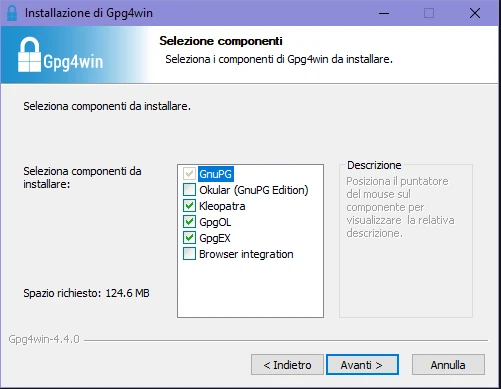 Installazione di Gpg4win
Gpg4win
Selezione componenti
Seleziona i componenti di Gpg4win da installare.
Seleziona componenti da installare.
Seleziona componenti da
installare:
GnuPG
Okular (GnuPG Edition)
Kleopatra
GpgOL
GpgEX
Browser integration
Descrizione
Posiziona il puntatore
del mouse sul
componente per
visualizzare la relativa
descrizione.
Spazio richiesto: 124.6 MB
Gpg4win-4.4.0
< Indietro
Avanti >
Annulla